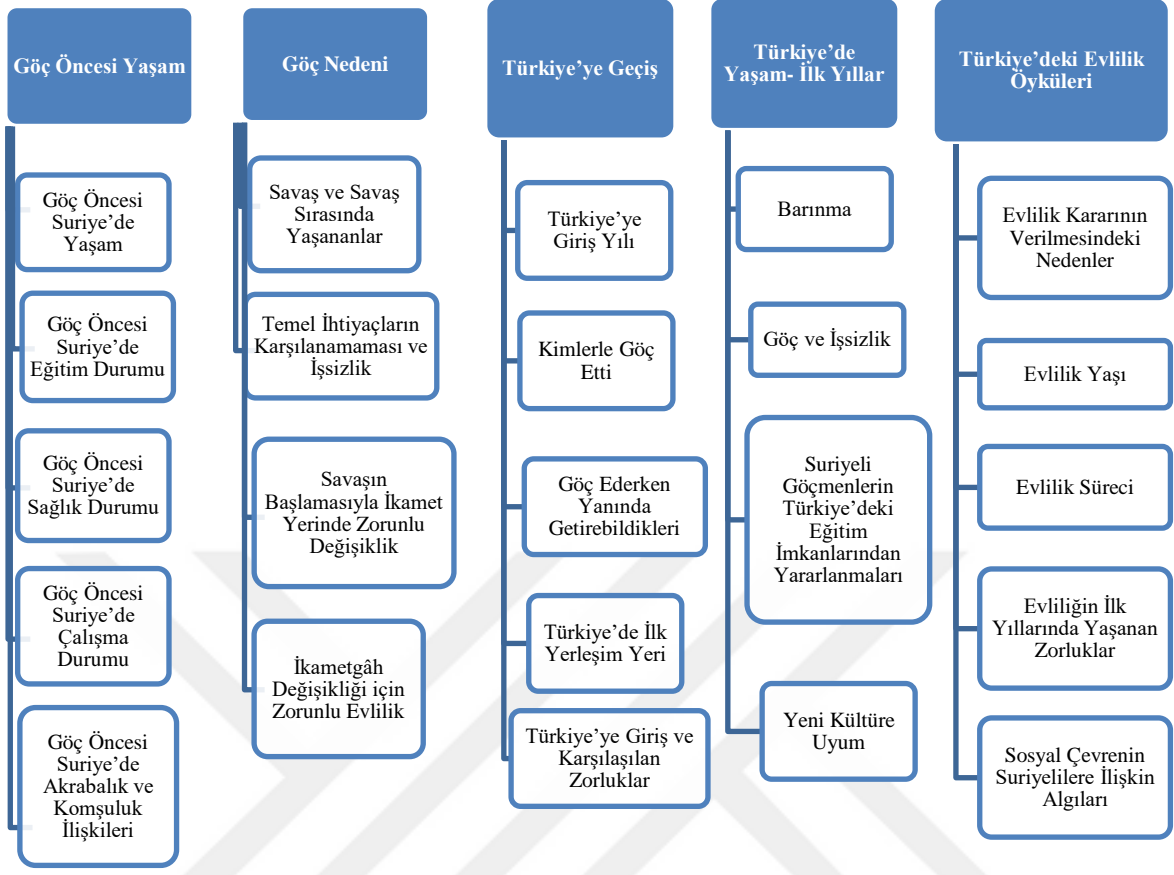 Göç Öncesi Yaşam
Göç Öncesi
Suriye’de
Yaşam
Göç Öncesi
Suriye’de
Eğitim Durumu
Göç Öncesi
Suriye’de
Sağlık Durumu
Göç Öncesi
Suriye’de
Çalışma
Durumu
Göç Öncesi
Suriye’de
Akrabalık ve
Komşuluk
İlişkileri
Göç Nedeni
Savaş ve Savaş
Sırasında
Yaşananlar
Temel İhtiyaçların
Karşılanamaması ve
İşsizlik
Savaşın
Başlamasıyla İkamet
Yerinde Zorunlu
Değişiklik
İkametgâh
Değişikliği için
Zorunlu Evlilik
Türkiye’ye Geçiş
Türkiye’ye
Giriş Yılı
Kimlerle Göç
Etti
Göç Ederken
Yanında
Getirebildikleri
Türkiye’de İlk
Yerleşim Yeri
Türkiye’ye Giriş ve
Karşılaşılan
Zorluklar
Türkiye’de
Yaşam- İlk Yıllar
Barınma
Göç ve İşsizlik
Suriyeli
Göçmenlerin
Türkiye’deki
Eğitim
İmkanlarından
Yararlanmaları
Yeni Kültüre
Uyum
Türkiye’deki Evlilik
Öyküleri
Evlilik Kararının
Verilmesindeki
Nedenler
Evlilik Yaşı
Evlilik Süreci
Evliliğin İlk
Yıllarında Yaşanan
Zorluklar
Sosyal Çevrenin
Suriyelilere İlişkin
Algıları